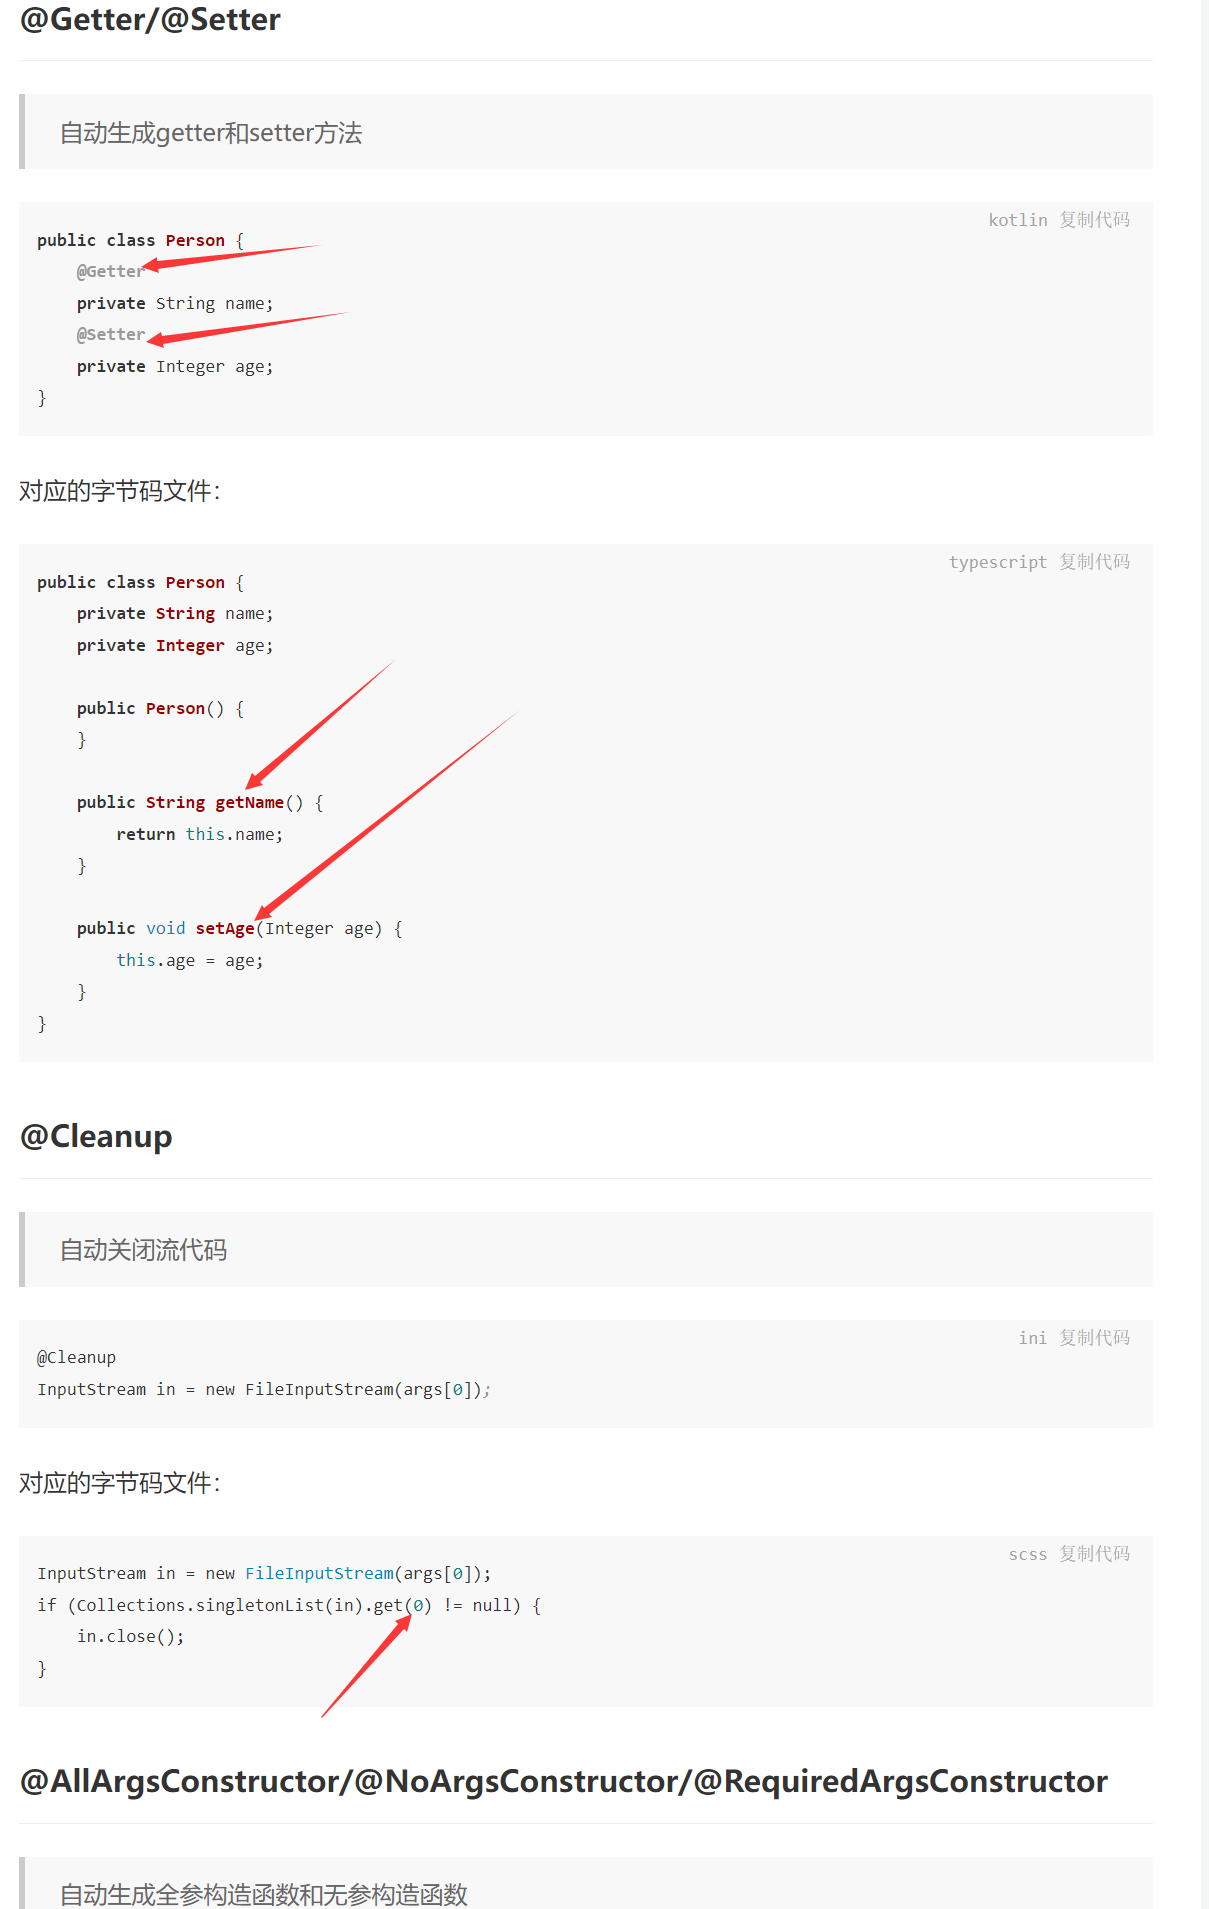 @Getter/@Setter
自动生成getter和setter方法
kotlin 复制代码
public class Person {
    @Getter
    private String name;
    @Setter
    private Integer age;
}
对应的字节码文件：
typescript 复制代码
public class Person {
    private String name;
    private Integer age;
    public Person() {
    }
    public String getName() {
        return this.name;
    }
    public void setAge(Integer age) {
        this.age = age;
    }
}
@Cleanup
自动关闭流代码
ini 复制代码
@Cleanup
InputStream in = new FileInputStream(args[0]);
对应的字节码文件：
scss 复制代码
InputStream in = new FileInputStream(args[0]);
if (Collections.singletonList(in).get(0) != null) {
    in.close();
}
@AllArgsConstructor/@NoArgsConstructor/@RequiredArgsConstructor
自动生成全参构造函数和无参构造函数